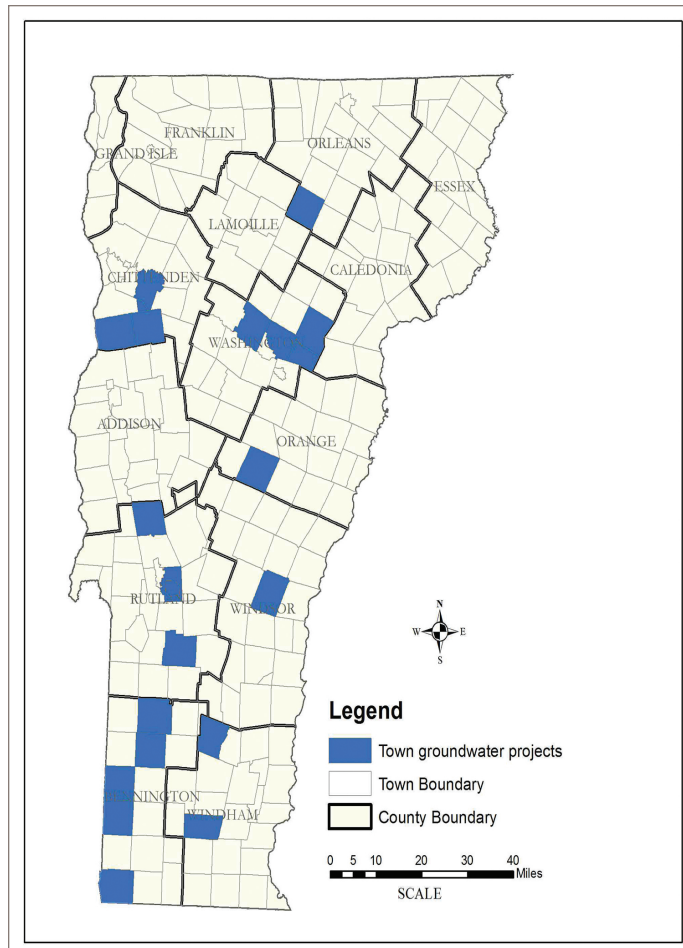 FRANKLIN
ORLEANS
GRAND ISLE
ESSEX
LAMOILLE
CALEDONIA
CHITTENDEN
WASHINGTON
ADDISON
ORANGE
RUTLAND
WINDSOR
N
W E
S
Legend
Town groundwater projects
Town Boundary
County Boundary
BENNINGTON
WINDHAM
0 5 10 20 30 40
Miles
SCALE